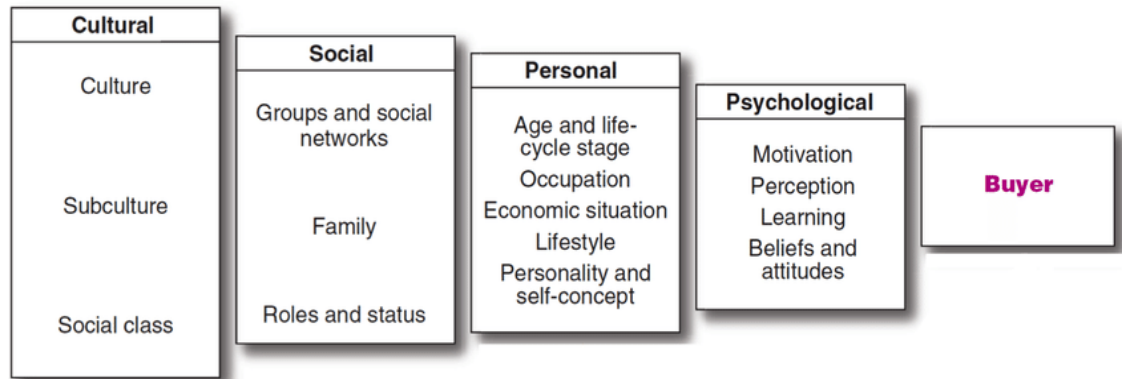 Cultural
Culture
Subculture
Social class
Social
Groups and social
networks
Family
Roles and status
Personal
Age and life-
cycle stage
Occupation
Economic situation
Lifestyle
Personality and
self-concept
Psychological
Motivation
Perception
Learning
Beliefs and
attitudes
Buyer